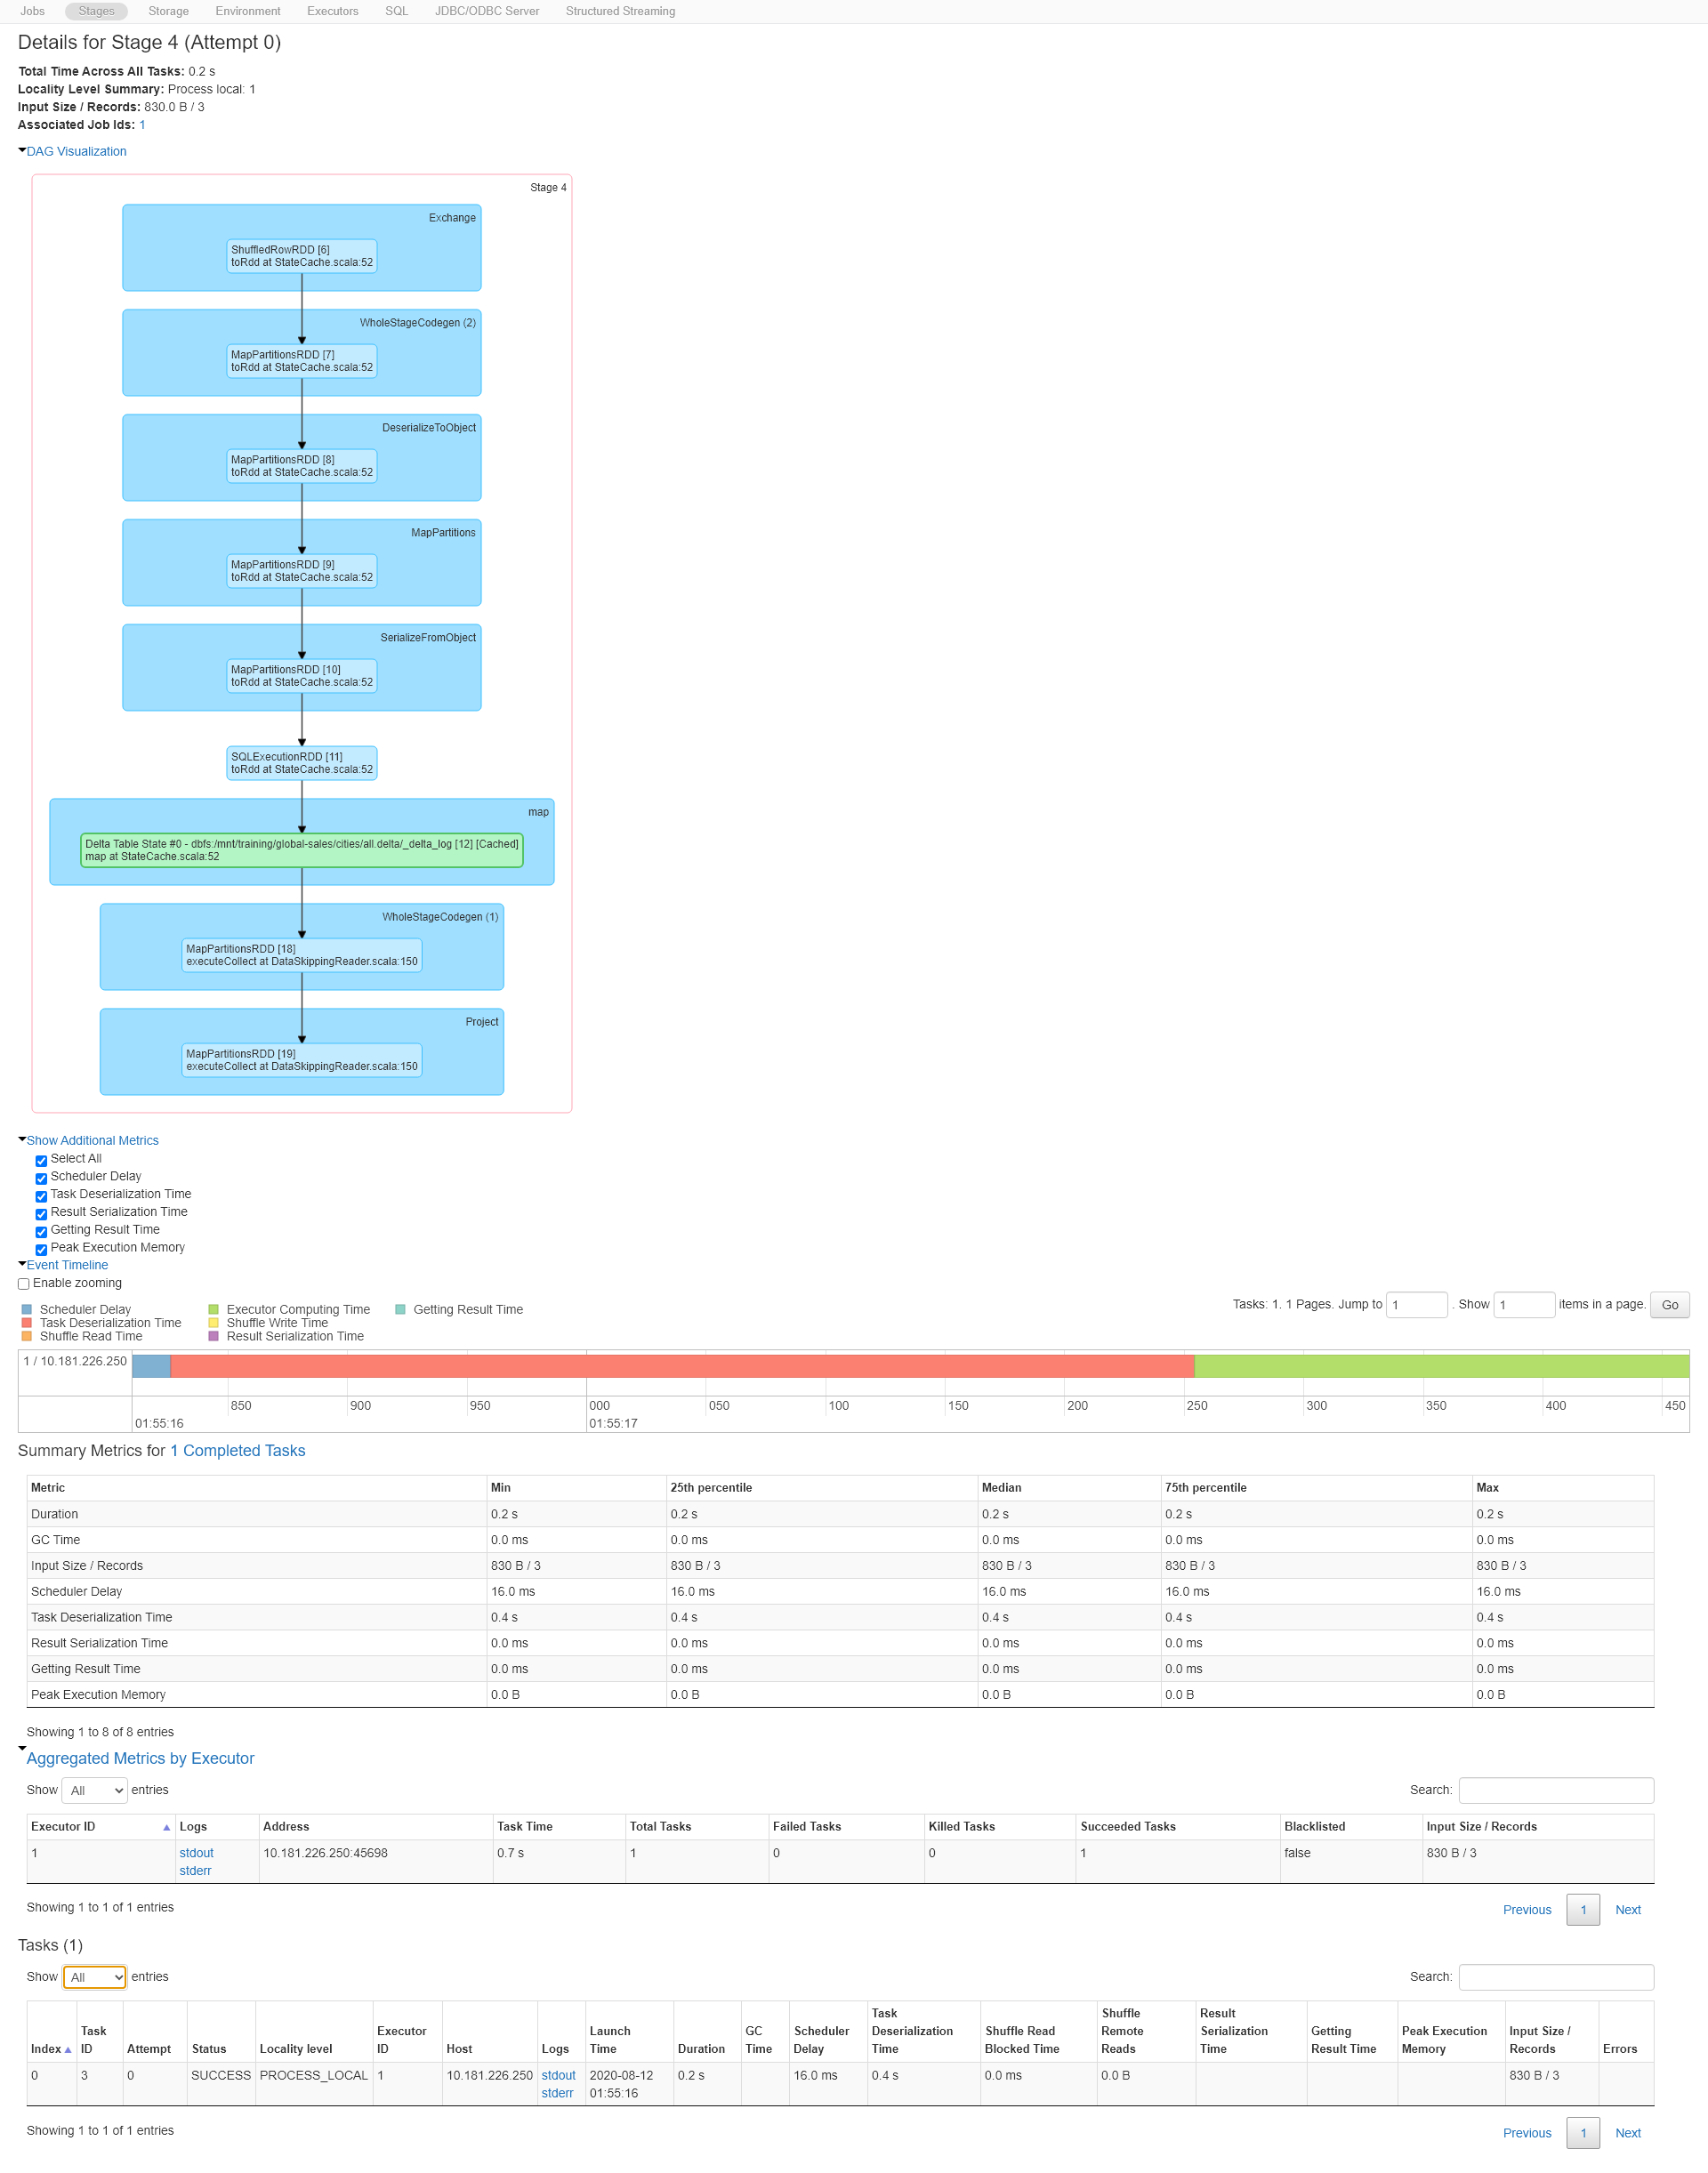 Jobs Stages Storage Environment Executors SQL JDBC/ODBC Server Structured Streaming
Details for Stage 4 (Attempt 0)
Total Time Across All Tasks: 0.2 s
Locality Level Summary: Process local: 1
Input Size / Records: 830.0 B / 3
Associated Job Ids: 1
DAG Visualization
Stage 4
Exchange
ShuffledRowRDD [6]
toRdd at StateCache.scala:52
WholeStageCodegen (2)
MapPartitionsRDD [7]
toRdd at StateCache.scala:52
DeserializeToObject
MapPartitionsRDD [8]
toRdd at StateCache.scala:52
MapPartitions
MapPartitionsRDD [9]
toRdd at StateCache.scala:52
SerializeFromObject
MapPartitionsRDD [10]
toRdd at StateCache.scala:52
SQLExecutionRDD [11]
toRdd at StateCache.scala:52
map
Delta Table State #0 - dbfs:/mnt/training/global-sales/cities/all.delta/_delta_log [12] [Cached]
map at StateCache.scala:52
WholeStageCodegen (1)
MapPartitionsRDD [18]
executeCollect at DataSkippingReader.scala:150
Project
MapPartitionsRDD [19]
executeCollect at DataSkippingReader.scala:150
Show Additional Metrics
Select All
Scheduler Delay
Task Deserialization Time
Result Serialization Time
Getting Result Time
Peak Execution Memory
Event Timeline
Enable zooming
Tasks: 1. 1 Pages. Jump to 1 . Show 1 items in a page. Go
Scheduler Delay Executor Computing Time Getting Result Time
Task Deserialization Time Shuffle Write Time
Shuffle Read Time Result Serialization Time
1 / 10.181.226.250
850 900 950 000 050 100 150 200 250 300 350 400 450
01:55:16 01:55:17
Summary Metrics for 1 Completed Tasks
Metric Min 25th percentile Median 75th percentile Max
Duration 0.2 s 0.2 s 0.2 s 0.2 s 0.2 s
GC Time 0.0 ms 0.0 ms 0.0 ms 0.0 ms 0.0 ms
Input Size / Records 830 B / 3 830 B / 3 830 B / 3 830 B / 3 830 B / 3
Scheduler Delay 16.0 ms 16.0 ms 16.0 ms 16.0 ms 16.0 ms
Task Deserialization Time 0.4 s 0.4 s 0.4 s 0.4 s 0.4 s
Result Serialization Time 0.0 ms 0.0 ms 0.0 ms 0.0 ms 0.0 ms
Getting Result Time 0.0 ms 0.0 ms 0.0 ms 0.0 ms 0.0 ms
Peak Execution Memory 0.0 B 0.0 B 0.0 B 0.0 B 0.0 B
Showing 1 to 8 of 8 entries
Aggregated Metrics by Executor
Show All entries Search:
Executor ID Logs Address Task Time Total Tasks Failed Tasks Killed Tasks Succeeded Tasks Blacklisted Input Size / Records
1 stdout 10.181.226.250:45698 0.7 s 1 0 0 1 false 830 B / 3
stderr
Showing 1 to 1 of 1 entries Previous 1 Next
Tasks (1)
Show All entries Search:
Task Shuffle Result
Task Executor Launch GC Scheduler Deserialization Shuffle Read Remote Serialization Getting Peak Execution Input Size /
Index ID Attempt Status Locality level ID Host Logs Time Duration Time Delay Time Blocked Time Reads Time Result Time Memory Records Errors
0 3 0 SUCCESS PROCESS_LOCAL 1 10.181.226.250 stdout 2020-08-12 0.2 s 16.0 ms 0.4 s 0.0 ms 0.0 B 830 B / 3
stderr 01:55:16
Showing 1 to 1 of 1 entries Previous 1 Next